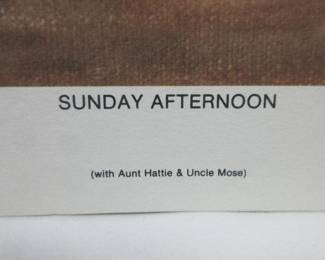 SUNDAY AFTERNOON
(with Aunt Hattie & Uncle Mose)